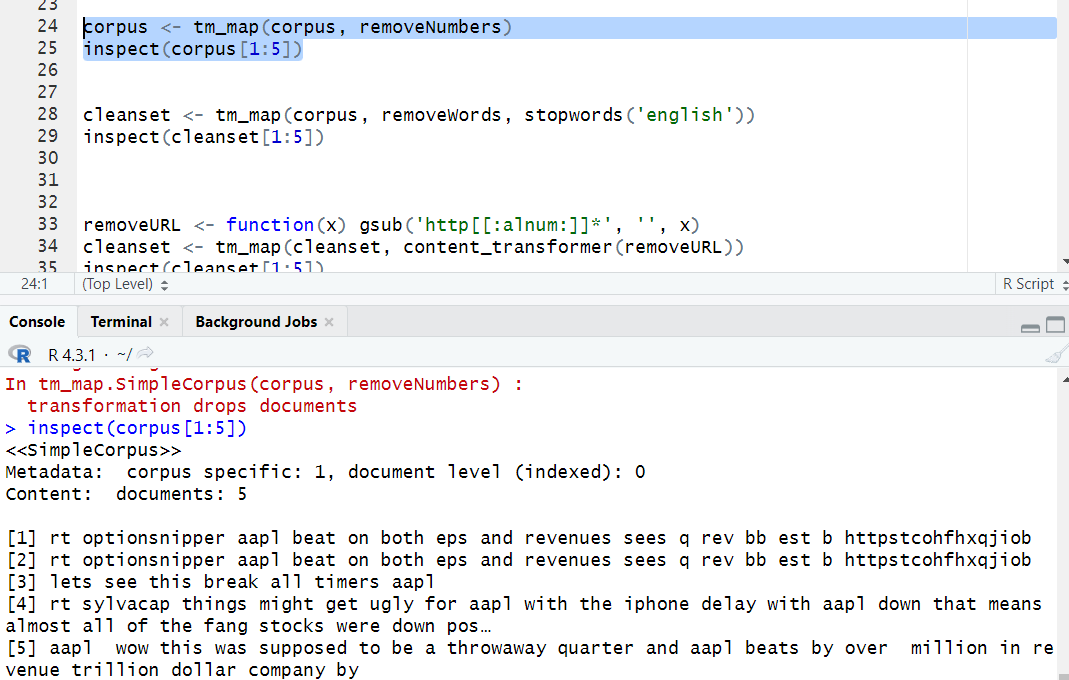 23
24 corpus <- tm_map(corpus, removeNumbers)
25 inspect(corpus[1:5])
26
27
28 cleanset <- tm_map(corpus, removeWords, stopwords('english'))
29 inspect(cleanset[1:5])
30
31
32
33 removeURL <- function(x) gsub('http[[:alnum:]]*', '', x)
34 cleanset <- tm_map(cleanset, content_transformer(removeURL))
35 inspect(cleanset[1:5])
24:1 (Top Level) R Script
Console Terminal Background Jobs
R R 4.3.1 · ~/
In tm_map.SimpleCorpus(corpus, removeNumbers) :
  transformation drops documents
> inspect(corpus[1:5])
<<SimpleCorpus>>
Metadata:  corpus specific: 1, document level (indexed): 0
Content:  documents: 5
[1] rt optionsnipper aapl beat on both eps and revenues sees q rev bb est b httpstcohfhxqjiob
[2] rt optionsnipper aapl beat on both eps and revenues sees q rev bb est b httpstcohfhxqjiob
[3] lets see this break all timers aapl
[4] rt sylvacap things might get ugly for aapl with the iphone delay with aapl down that means
almost all of the fang stocks were down pos…
[5] aapl  wow this was supposed to be a throwaway quarter and aapl beats by over  million in re
venue trillion dollar company by